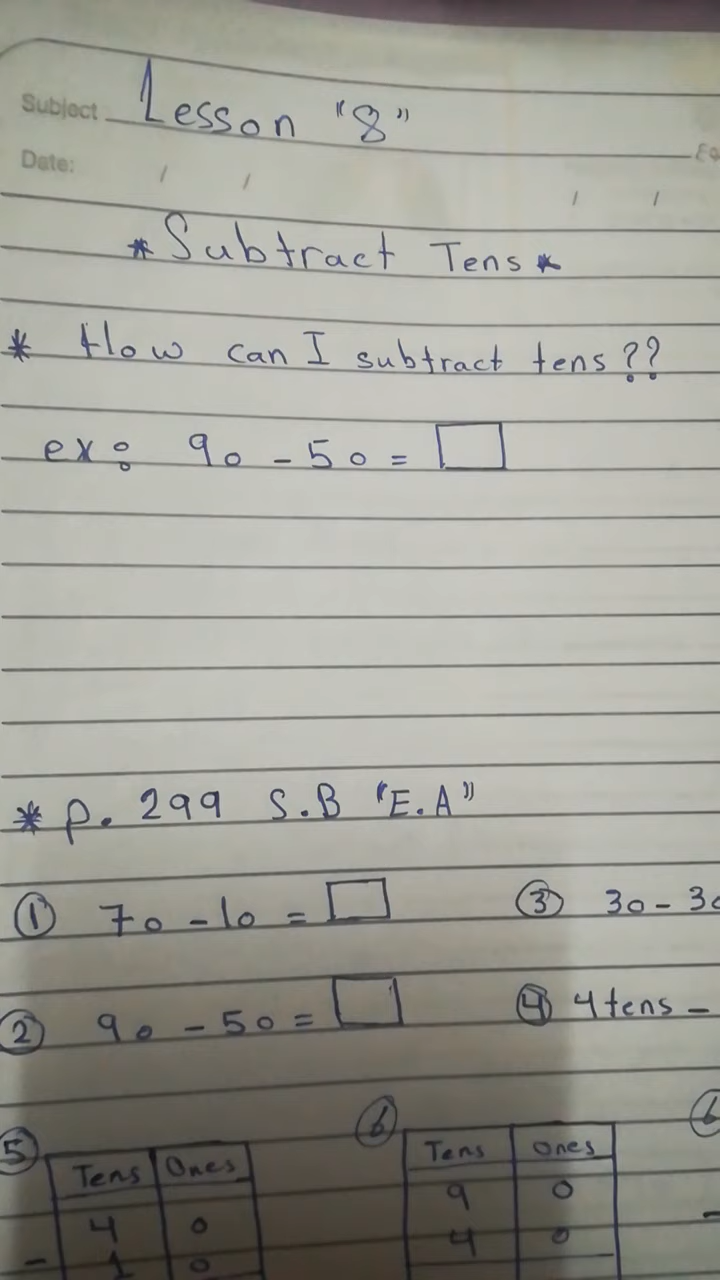 Subject Lesson "8"
Date: / / / /
* Subtract Tens *
* How can I subtract tens??
ex: 90 - 50 =
* p. 299 S.B "E.A"
① 70 - 10 = ③ 30 - 30
② 90 - 50 = ④ 4 tens -
⑤ ⑥
Tens Ones Tens Ones
4 0 9 0
- 1 0 4 0 -